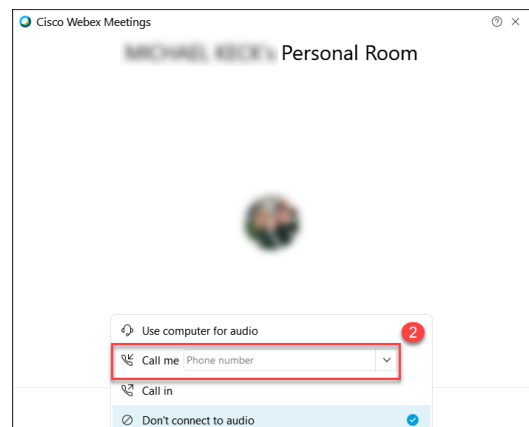 Cisco Webex Meetings
Personal Room
Use computer for audio
2
Call me Phone number
Call in
Don't connect to audio